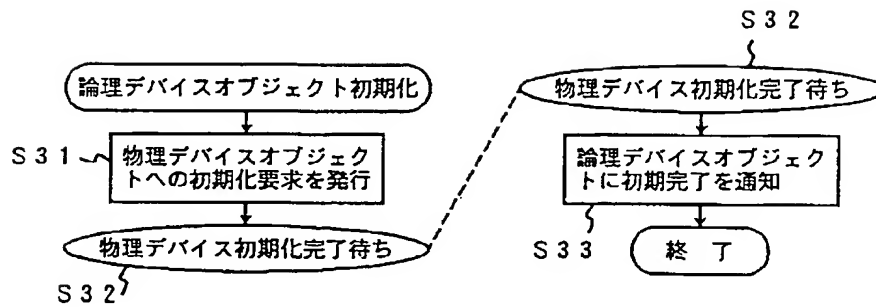 論理デバイスオブジェクト初期化
S31
物理デバイスオブジェク
トへの初期化要求を発行
物理デバイス初期化完了待ち
S32
S32
物理デバイス初期化完了待ち
論理デバイスオブジェク
トに初期完了を通知
S33
終 了